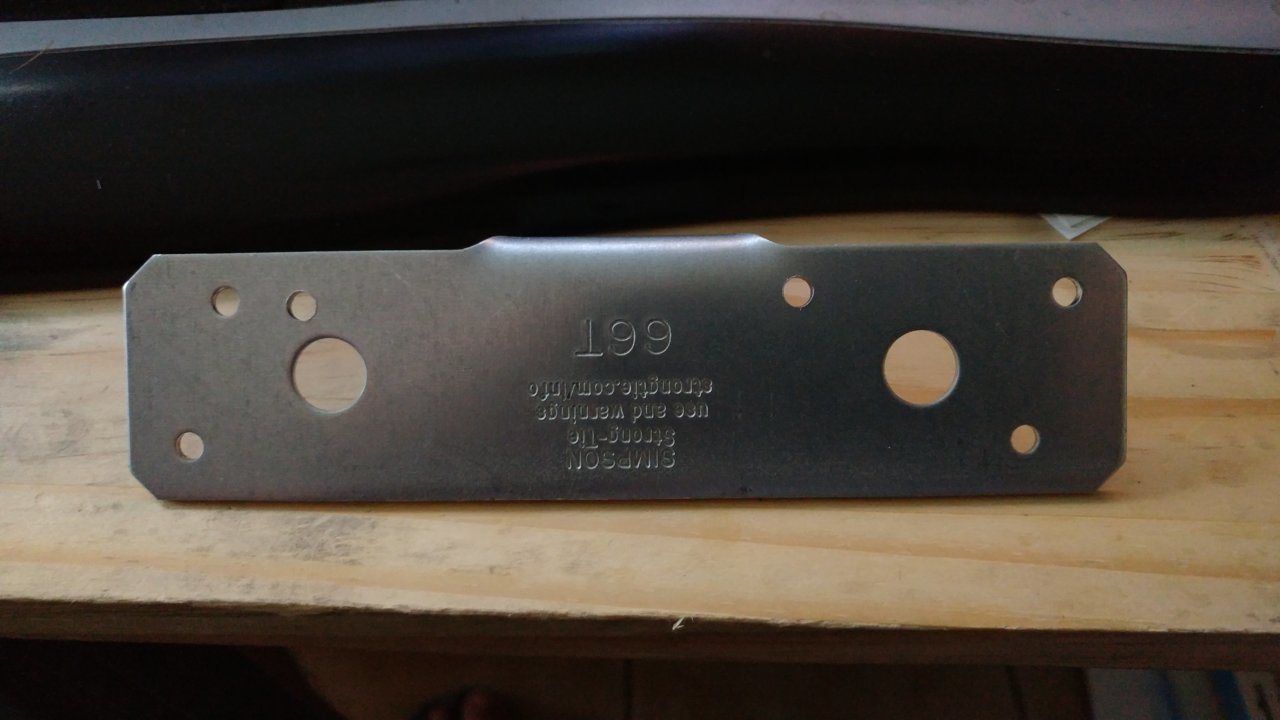 SIMPSON
Strong-Tie
use and warnings
strongtie.com/info
66T